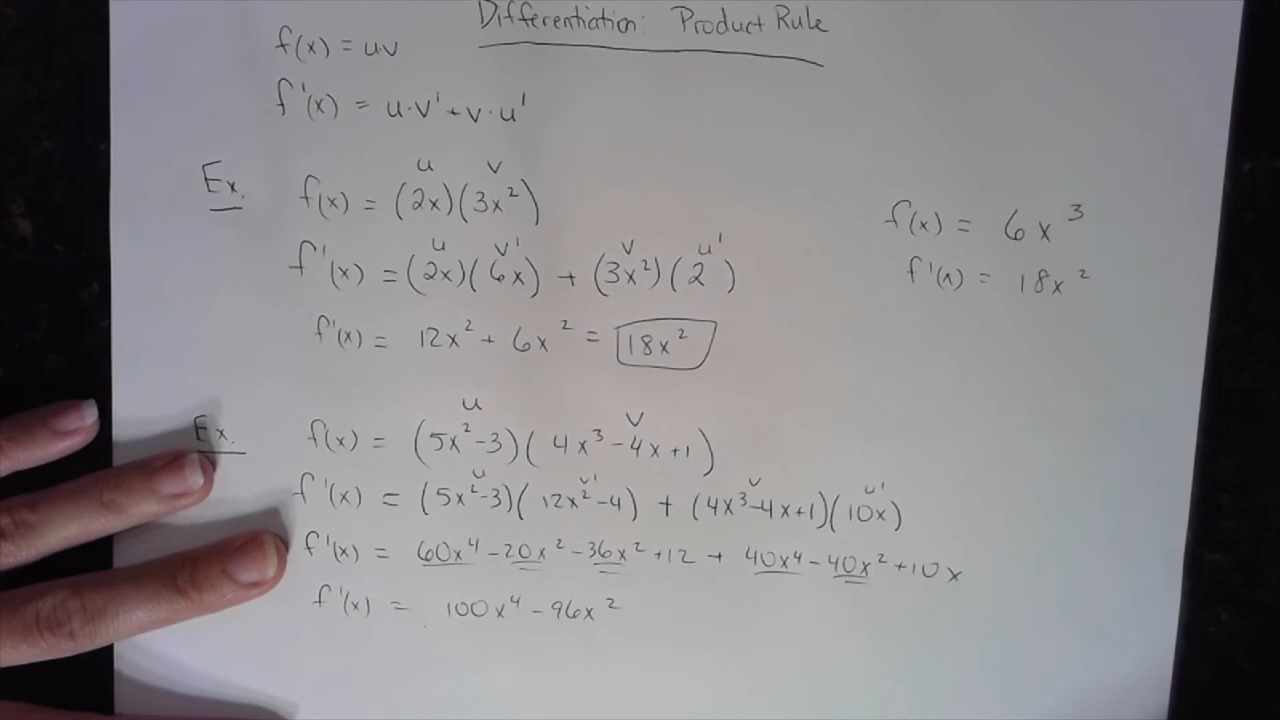 Differentiation: Product Rule
f(x) = u·v
f'(x) = u·v' + v·u'
u v
Ex. f(x) = (2x)(3x²)
u v' v u'
f'(x) = (2x)(6x) + (3x²)(2)
f'(x) = 12x² + 6x² = 18x²
f(x) = 6x³
f'(x) = 18x²
u v
Ex. f(x) = (5x²-3)(4x³-4x+1)
u v' v u'
f'(x) = (5x²-3)(12x²-4) + (4x³-4x+1)(10x)
f'(x) = 60x⁴ - 20x² - 36x² + 12 + 40x⁴ - 40x² + 10x
f'(x) = 100x⁴ - 96x²